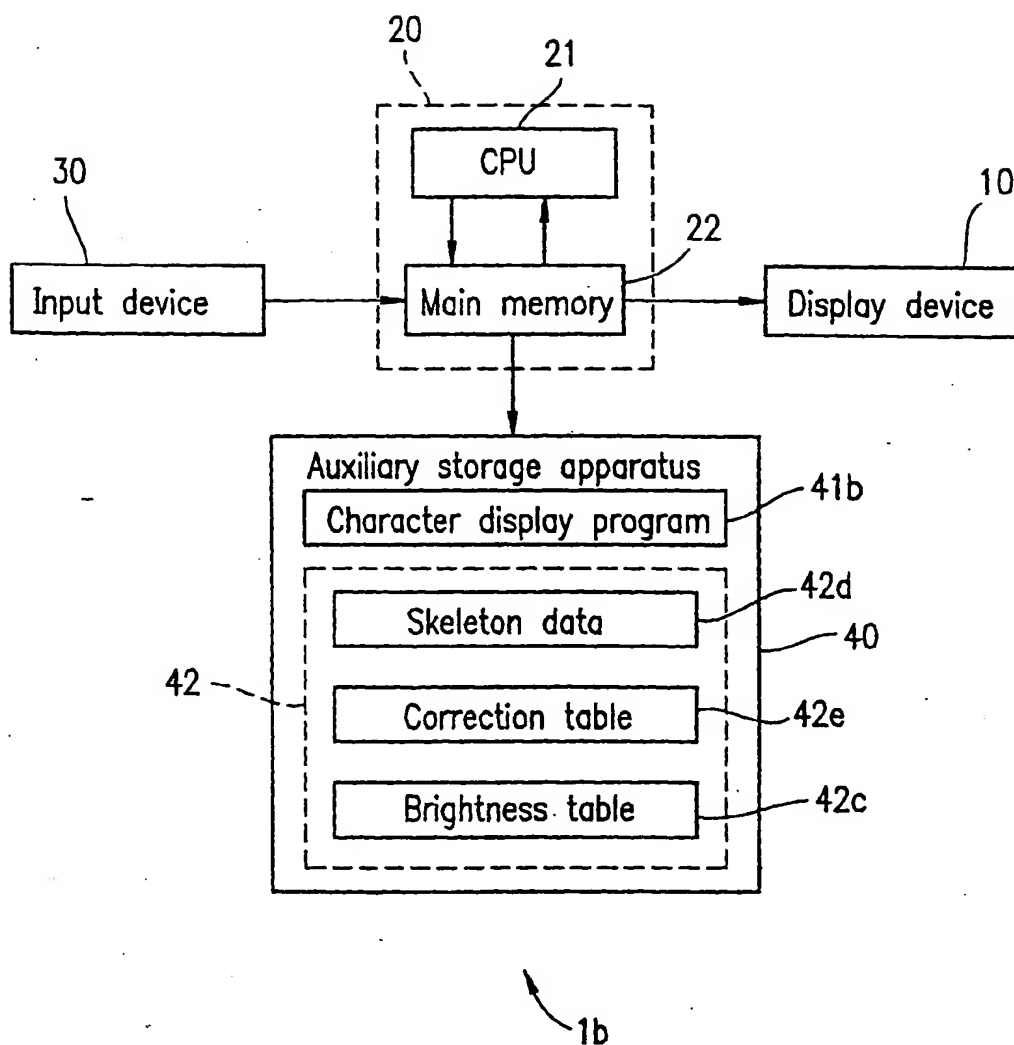 20
21
CPU
30
10
22
Input device
Main memory
Display device
Auxiliary storage apparatus
41b
Character display program
42d
Skeleton data
40
42
Correction table
42e
Brightness table
42c
1b